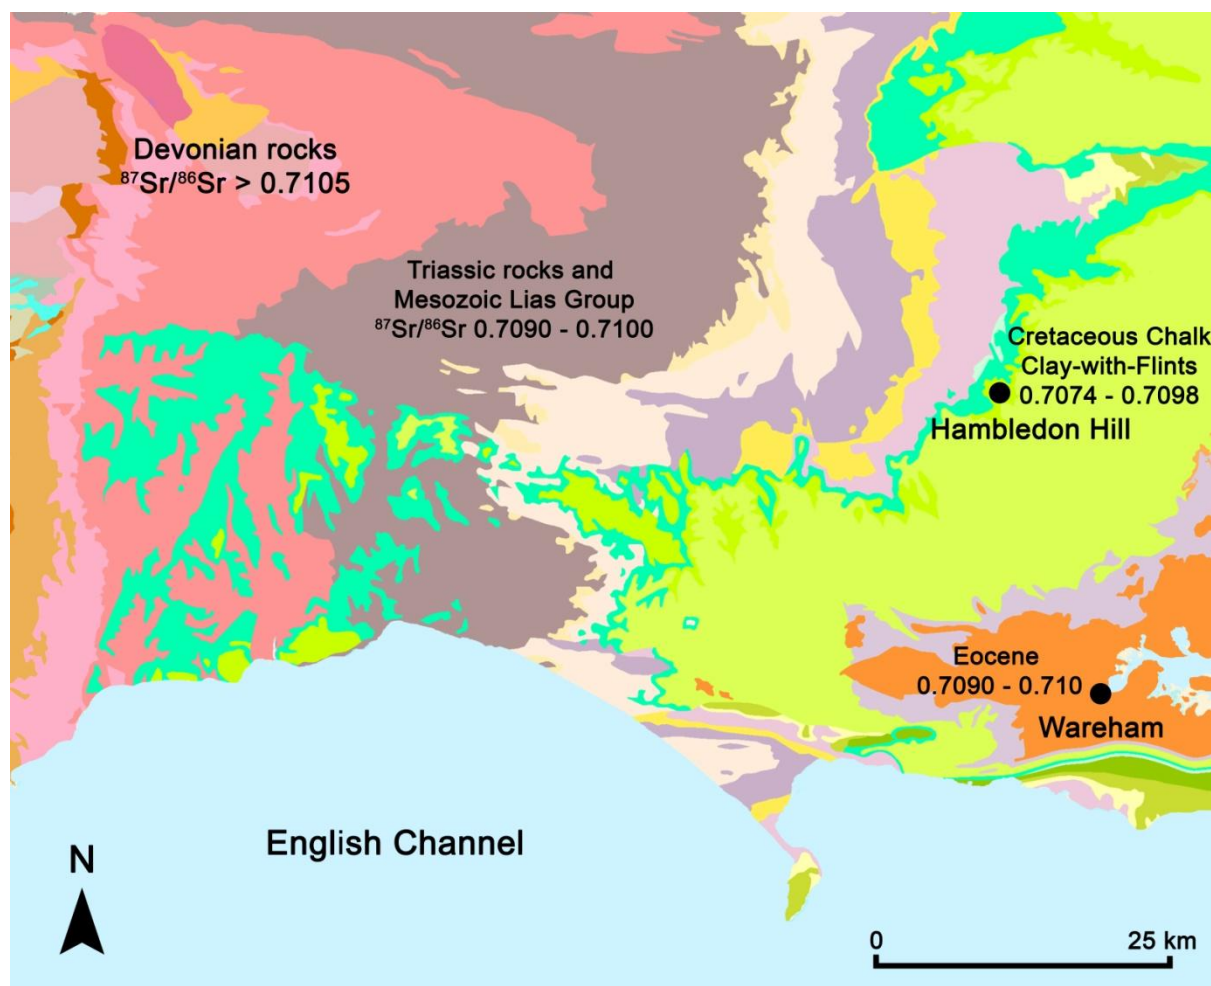 Devonian rocks
⁸⁷Sr/⁸⁶Sr > 0.7105
Triassic rocks and
Mesozoic Lias Group
⁸⁷Sr/⁸⁶Sr 0.7090 - 0.7100
Cretaceous Chalk
Clay-with-Flints
0.7074 - 0.7098
Hambledon Hill
Eocene
0.7090 - 0.710
Wareham
English Channel
N
0 25 km